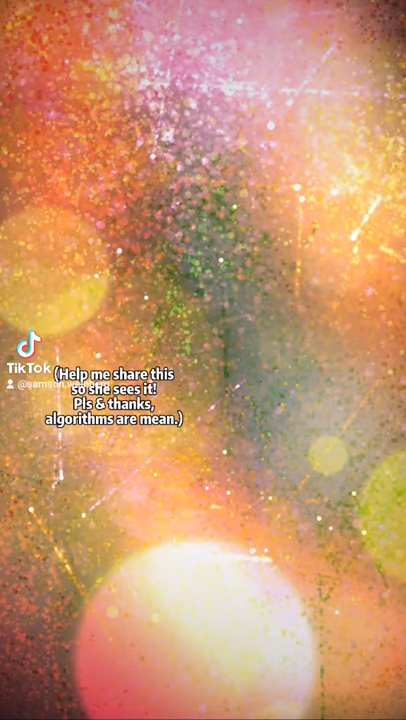 TikTok
(Help me share this
so she sees it!
Pls & thanks,
algorithms are mean.)